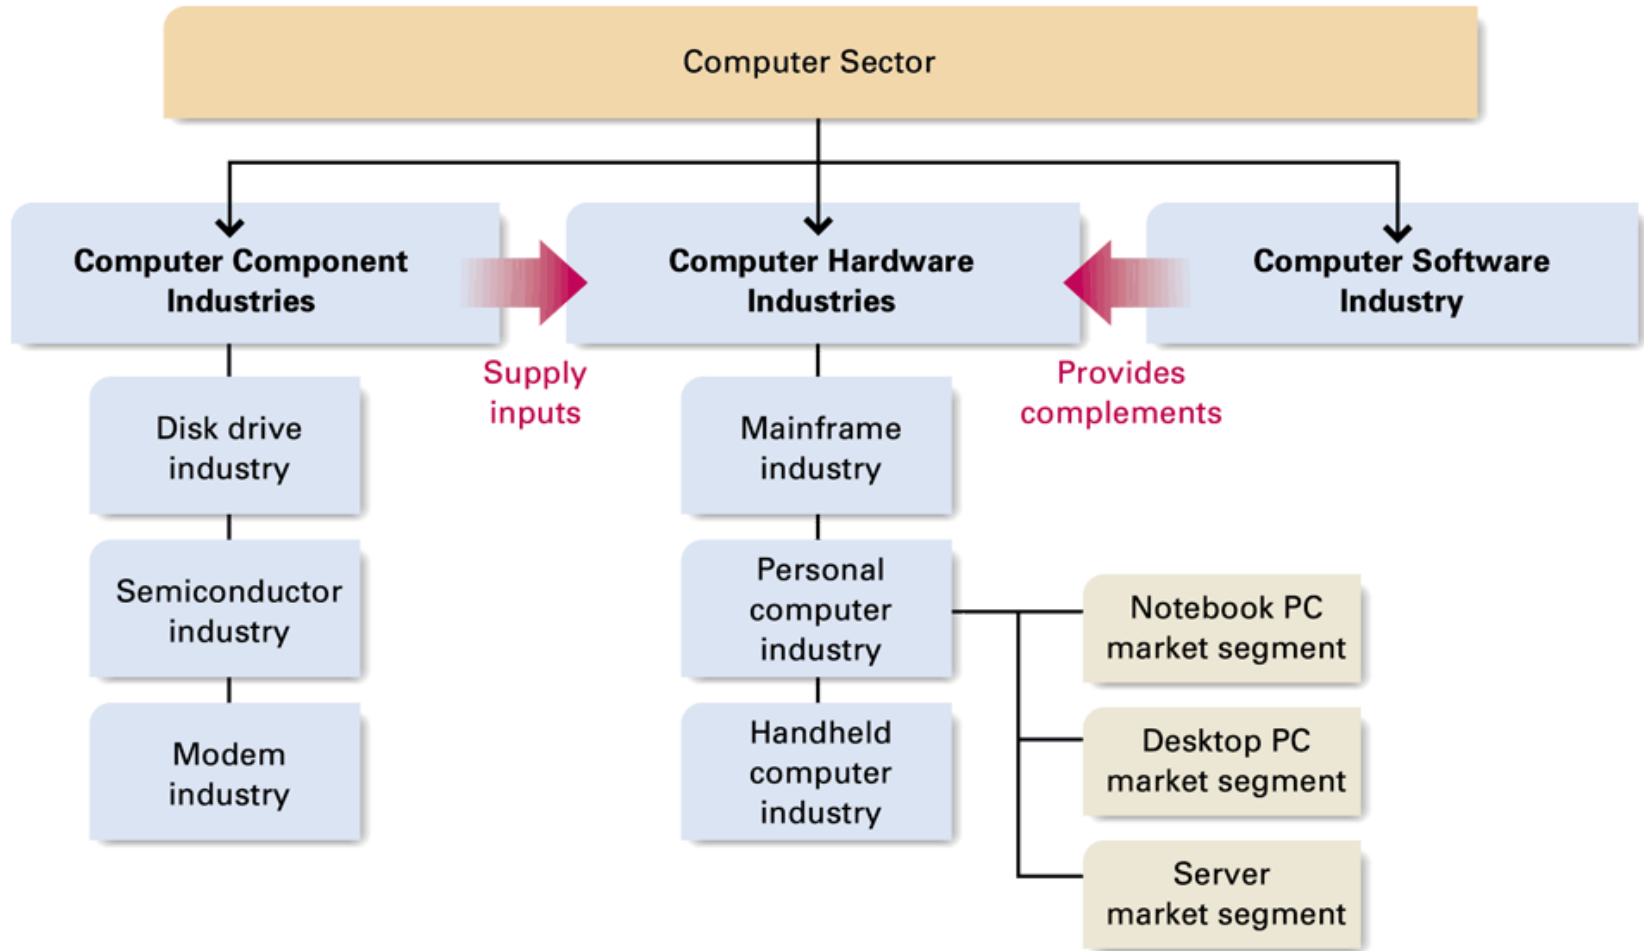 Computer Sector
Computer Component
Industries
Computer Hardware
Industries
Computer Software
Industry
Supply
inputs
Provides
complements
Disk drive
industry
Semiconductor
industry
Modem
industry
Mainframe
industry
Personal
computer
industry
Handheld
computer
industry
Notebook PC
market segment
Desktop PC
market segment
Server
market segment